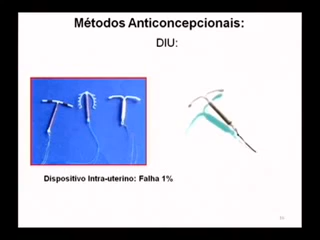 Métodos Anticoncepcionais:
DIU:
Dispositivo Intra-uterino: Falha 1%